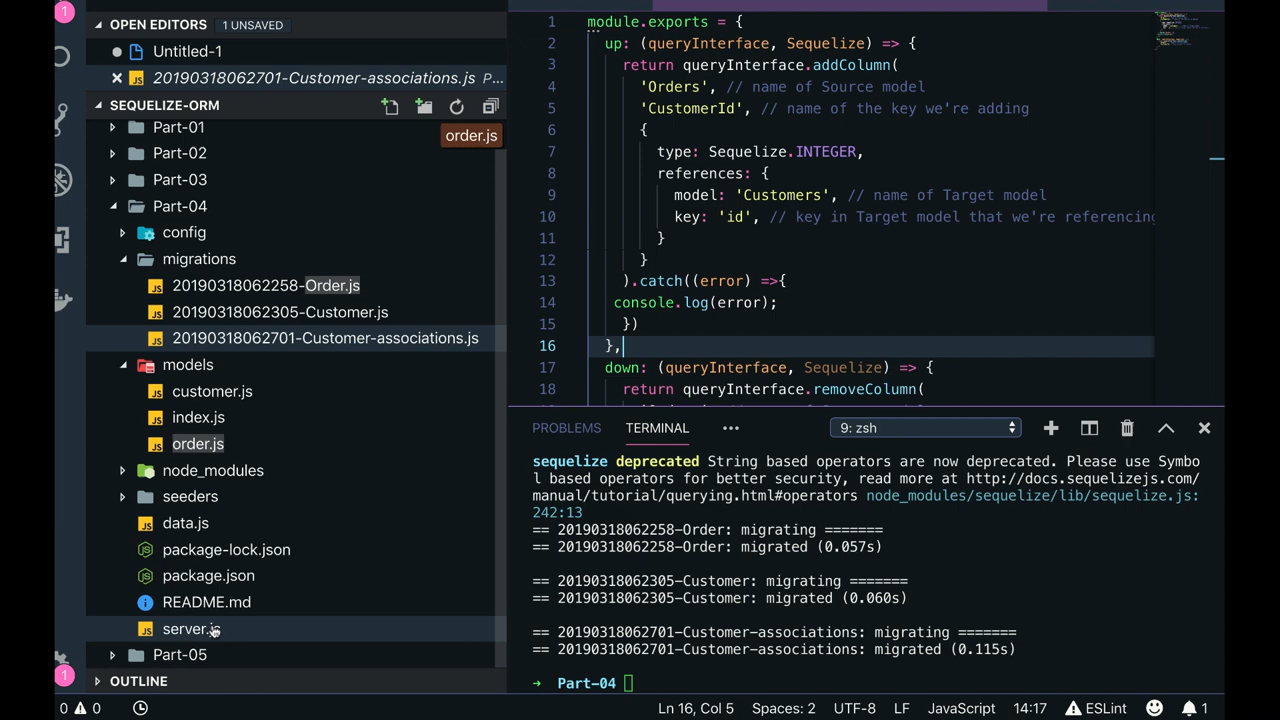 1
OPEN EDITORS 1 UNSAVED
Untitled-1
20190318062701-Customer-associations.js P...
SEQUELIZE-ORM
Part-01
order.js
Part-02
Part-03
Part-04
config
migrations
20190318062258-Order.js
20190318062305-Customer.js
20190318062701-Customer-associations.js
models
customer.js
index.js
order.js
node_modules
seeders
data.js
package-lock.json
package.json
README.md
server.js
Part-05
1
OUTLINE
1 module.exports = {
2 up: (queryInterface, Sequelize) => {
3 return queryInterface.addColumn(
4 'Orders', // name of Source model
5 'CustomerId', // name of the key we're adding
6 {
7 type: Sequelize.INTEGER,
8 references: {
9 model: 'Customers', // name of Target model
10 key: 'id', // key in Target model that we're referencing
11 }
12 }
13 ).catch((error) =>{
14 console.log(error);
15 })
16 },
17 down: (queryInterface, Sequelize) => {
18 return queryInterface.removeColumn(
PROBLEMS TERMINAL ••• 9: zsh
sequelize deprecated String based operators are now deprecated. Please use Symbo
l based operators for better security, read more at http://docs.sequelizejs.com/
manual/tutorial/querying.html#operators node_modules/sequelize/lib/sequelize.js:
242:13
== 20190318062258-Order: migrating =======
== 20190318062258-Order: migrated (0.057s)
== 20190318062305-Customer: migrating =======
== 20190318062305-Customer: migrated (0.060s)
== 20190318062701-Customer-associations: migrating =======
== 20190318062701-Customer-associations: migrated (0.115s)
→ Part-04
0 0 Ln 16, Col 5 Spaces: 2 UTF-8 LF JavaScript 14:17 ESLint 1